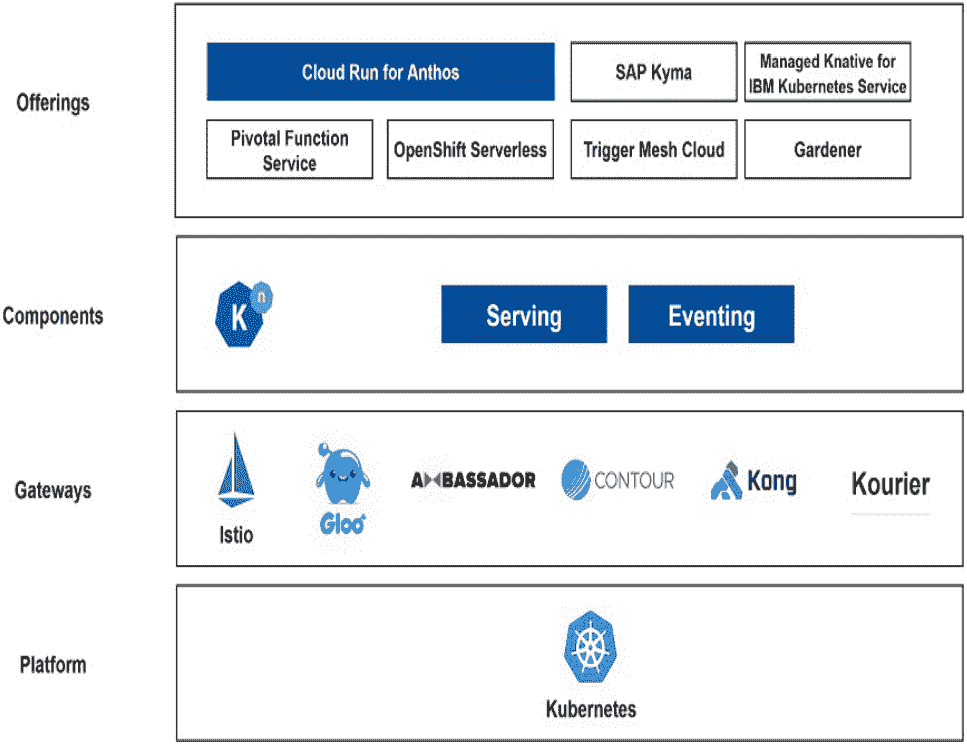 Offerings
Cloud Run for Anthos
SAP Kyma
Managed Knative for
IBM Kubernetes Service
Pivotal Function
Service
OpenShift Serverless
Trigger Mesh Cloud
Gardener
Components
K n
Serving
Eventing
Gateways
Istio
Gloo
AMBASSADOR
CONTOUR
Kong
Kourier
Platform
Kubernetes